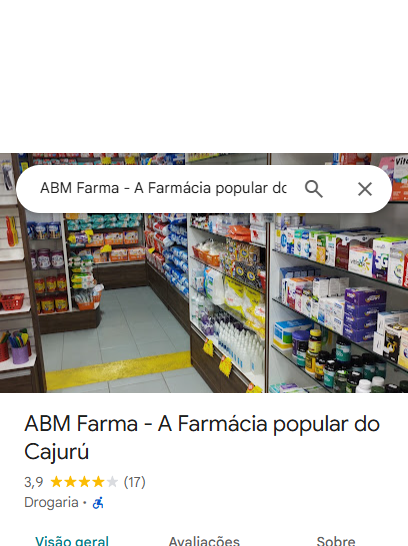 ABM Farma - A Farmácia popular do
ABM Farma - A Farmácia popular do
Cajurú
3,9 (17)
Drogaria ·
Visão geral Avaliações Sobre